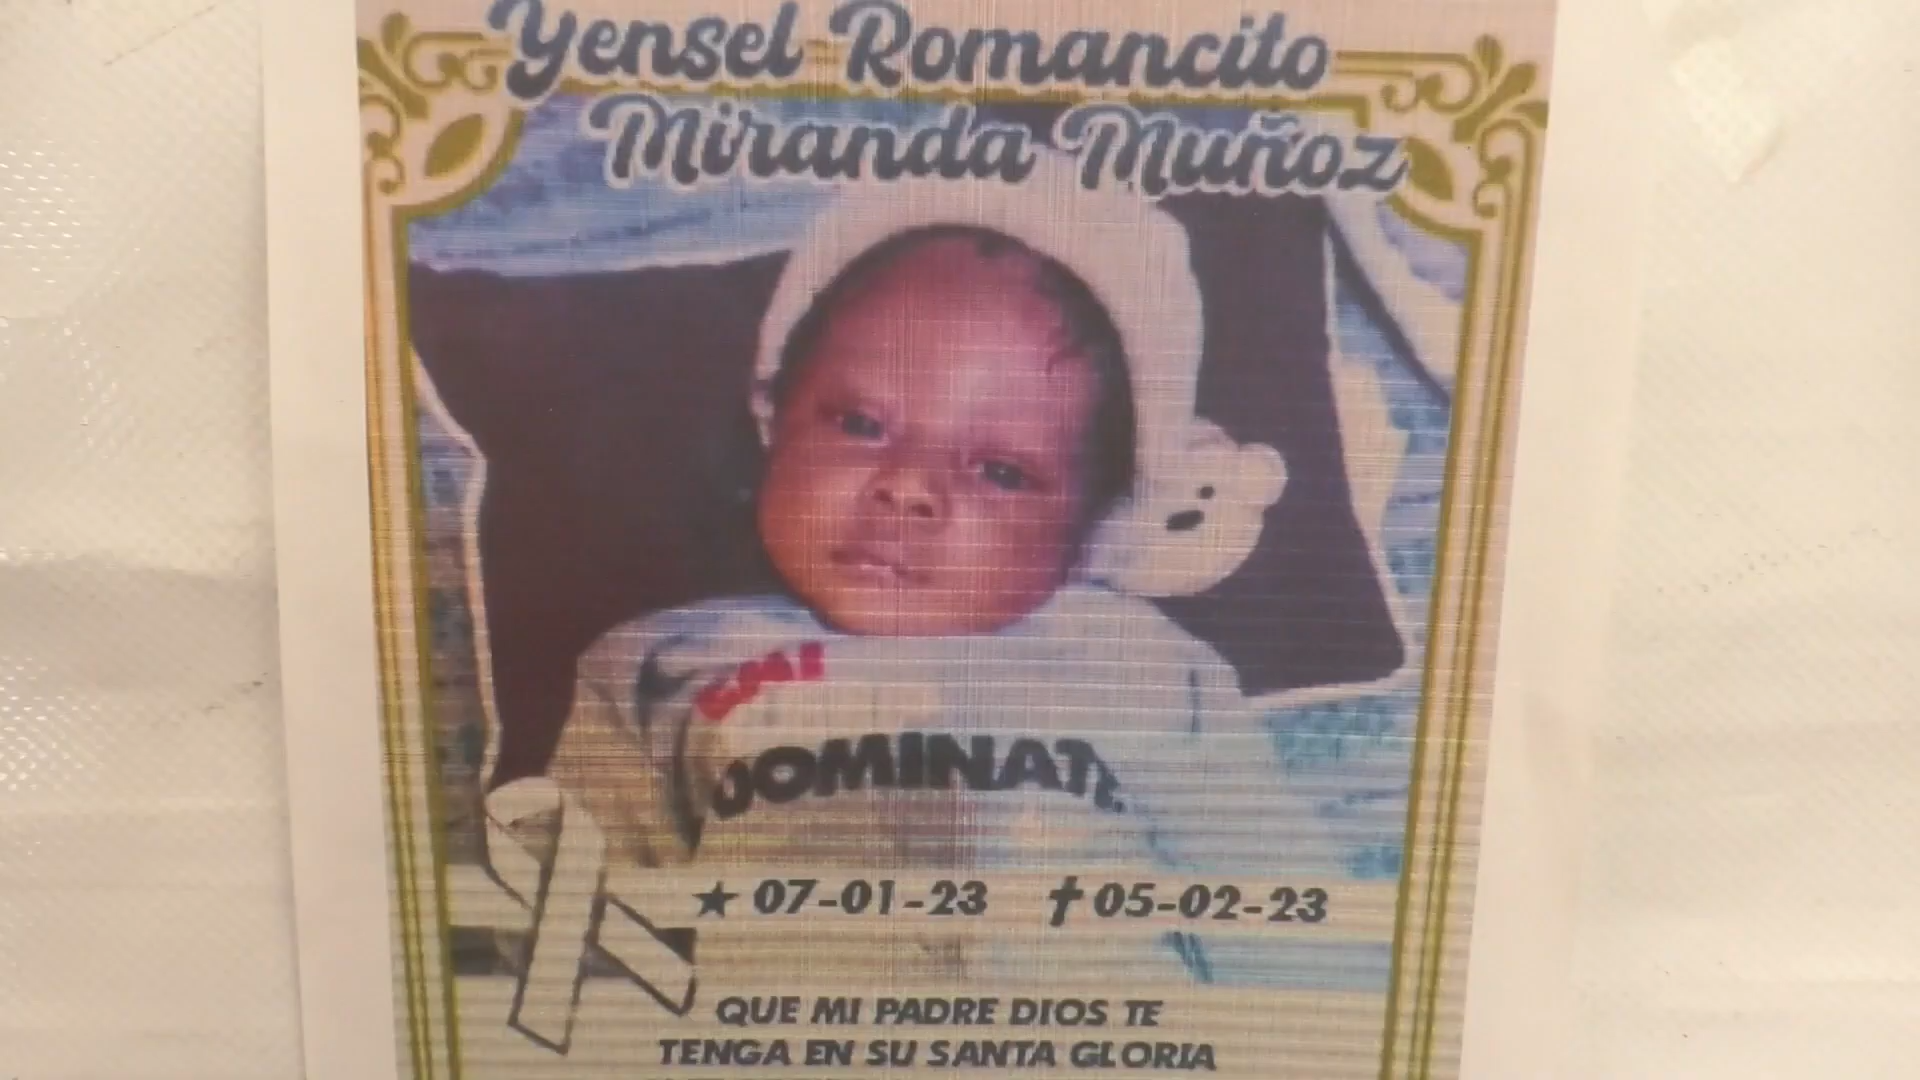 Yensel Romancito
Miranda Muñoz
DOMINAT
★ 07-01-23 ✝ 05-02-23
QUE MI PADRE DIOS TE
TENGA EN SU SANTA GLORIA